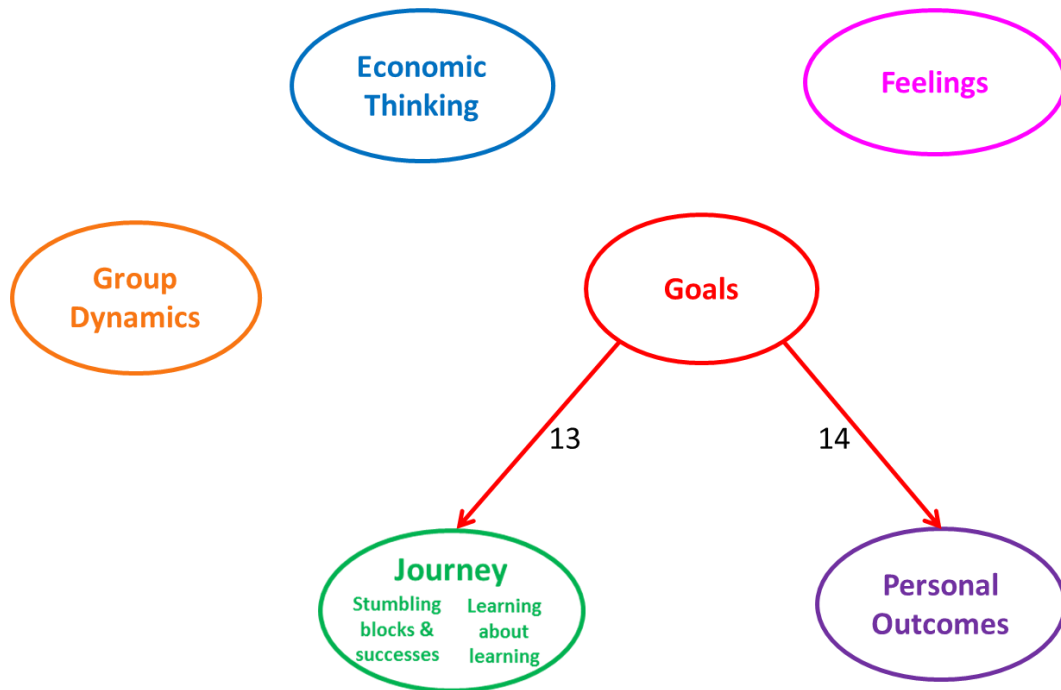 Economic
Thinking
Feelings
Group
Dynamics
Goals
13
14
Journey
Stumbling
blocks &
successes
Learning
about
learning
Personal
Outcomes